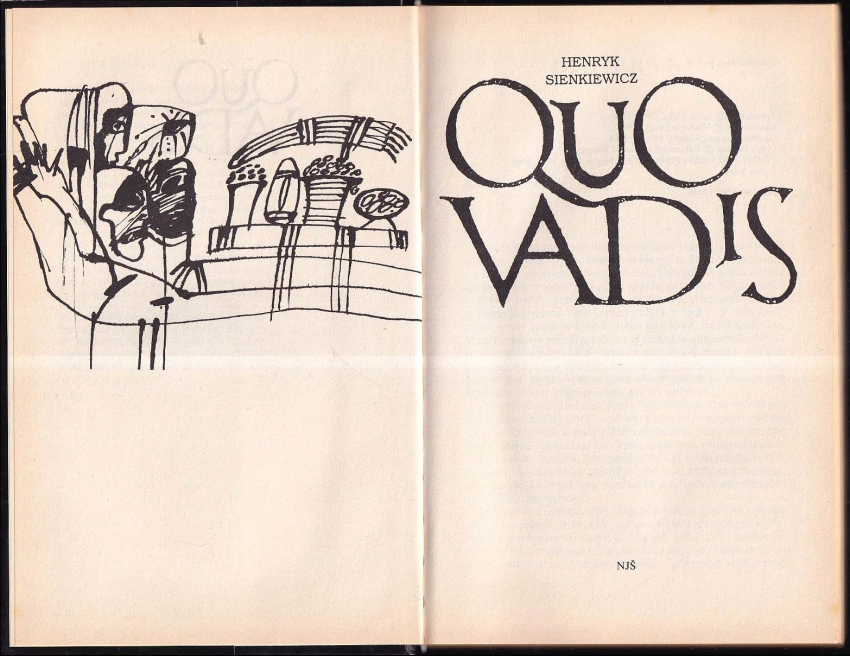 HENRYK
SIENKIEWICZ
QUO
VADIS
NJŠ